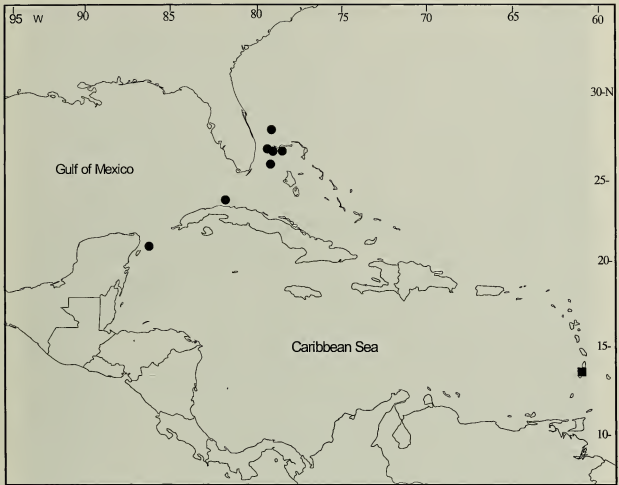 95 W 90 85 80 75 70 65 60
30-N
Gulf of Mexico
25-
20-
Caribbean Sea
15-
10-